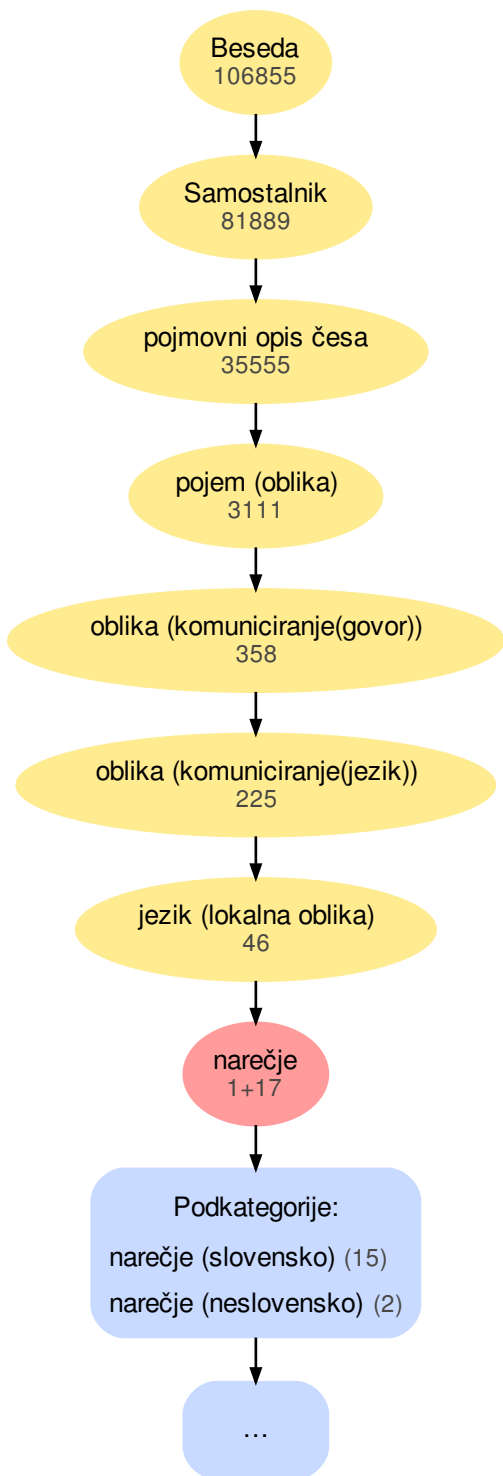 Beseda
106855
Samostalnik
81889
pojmovni opis česa
35555
pojem (oblika)
3111
oblika (komuniciranje(govor))
358
oblika (komuniciranje(jezik))
225
jezik (lokalna oblika)
46
narečje
1+17
Podkategorije:
narečje (slovensko) (15)
narečje (neslovensko) (2)
...